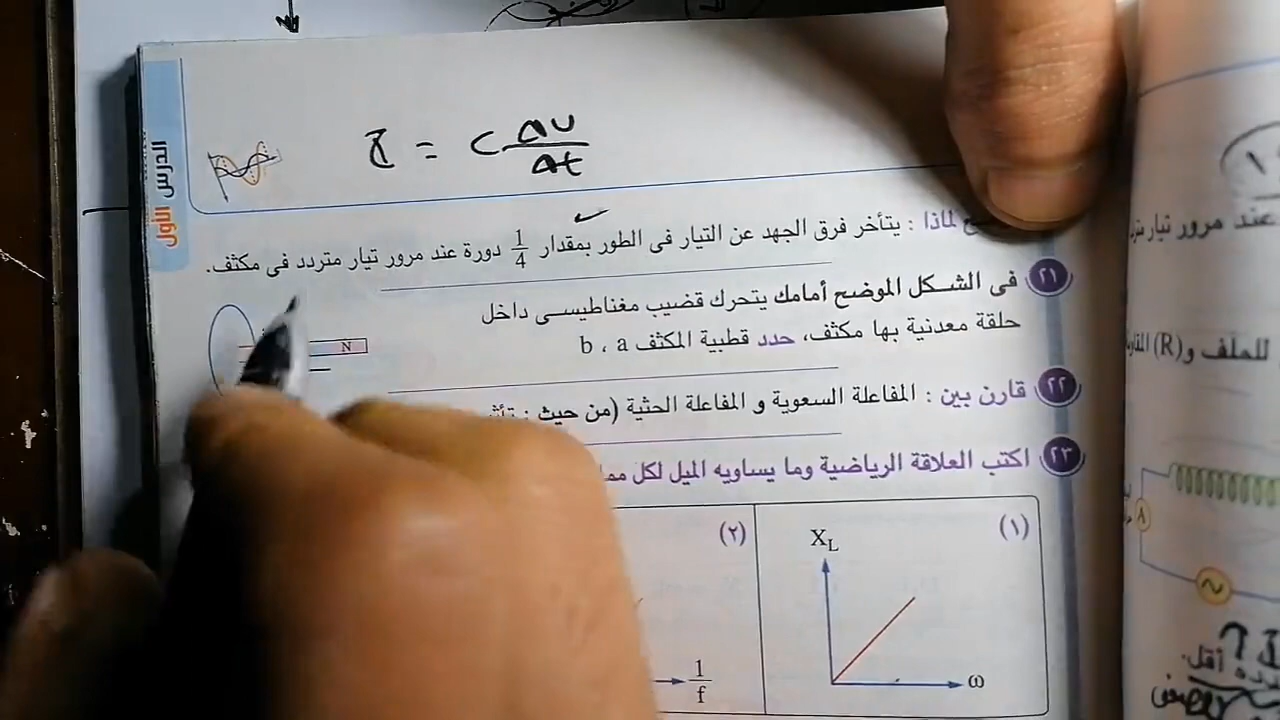 I = C ΔU / Δt
الدرس الأول
لماذا : يتأخر فرق الجهد عن التيار فى الطور بمقدار 1/4 دورة عند مرور تيار متردد فى مكثف.
٢١ فى الشكل الموضح أمامك يتحرك قضيب مغناطيسى داخل
حلقة معدنية بها مكثف، حدد قطبية المكثف b ، a
N
٢٢ قارن بين : المفاعلة السعوية و المفاعلة الحثية (من حيث :
٢٣ اكتب العلاقة الرياضية وما يساويه الميل لكل
(١)
X_L
ω
(٢)
1/f
عند مرور تيار
للملف و(R)
A
أقل